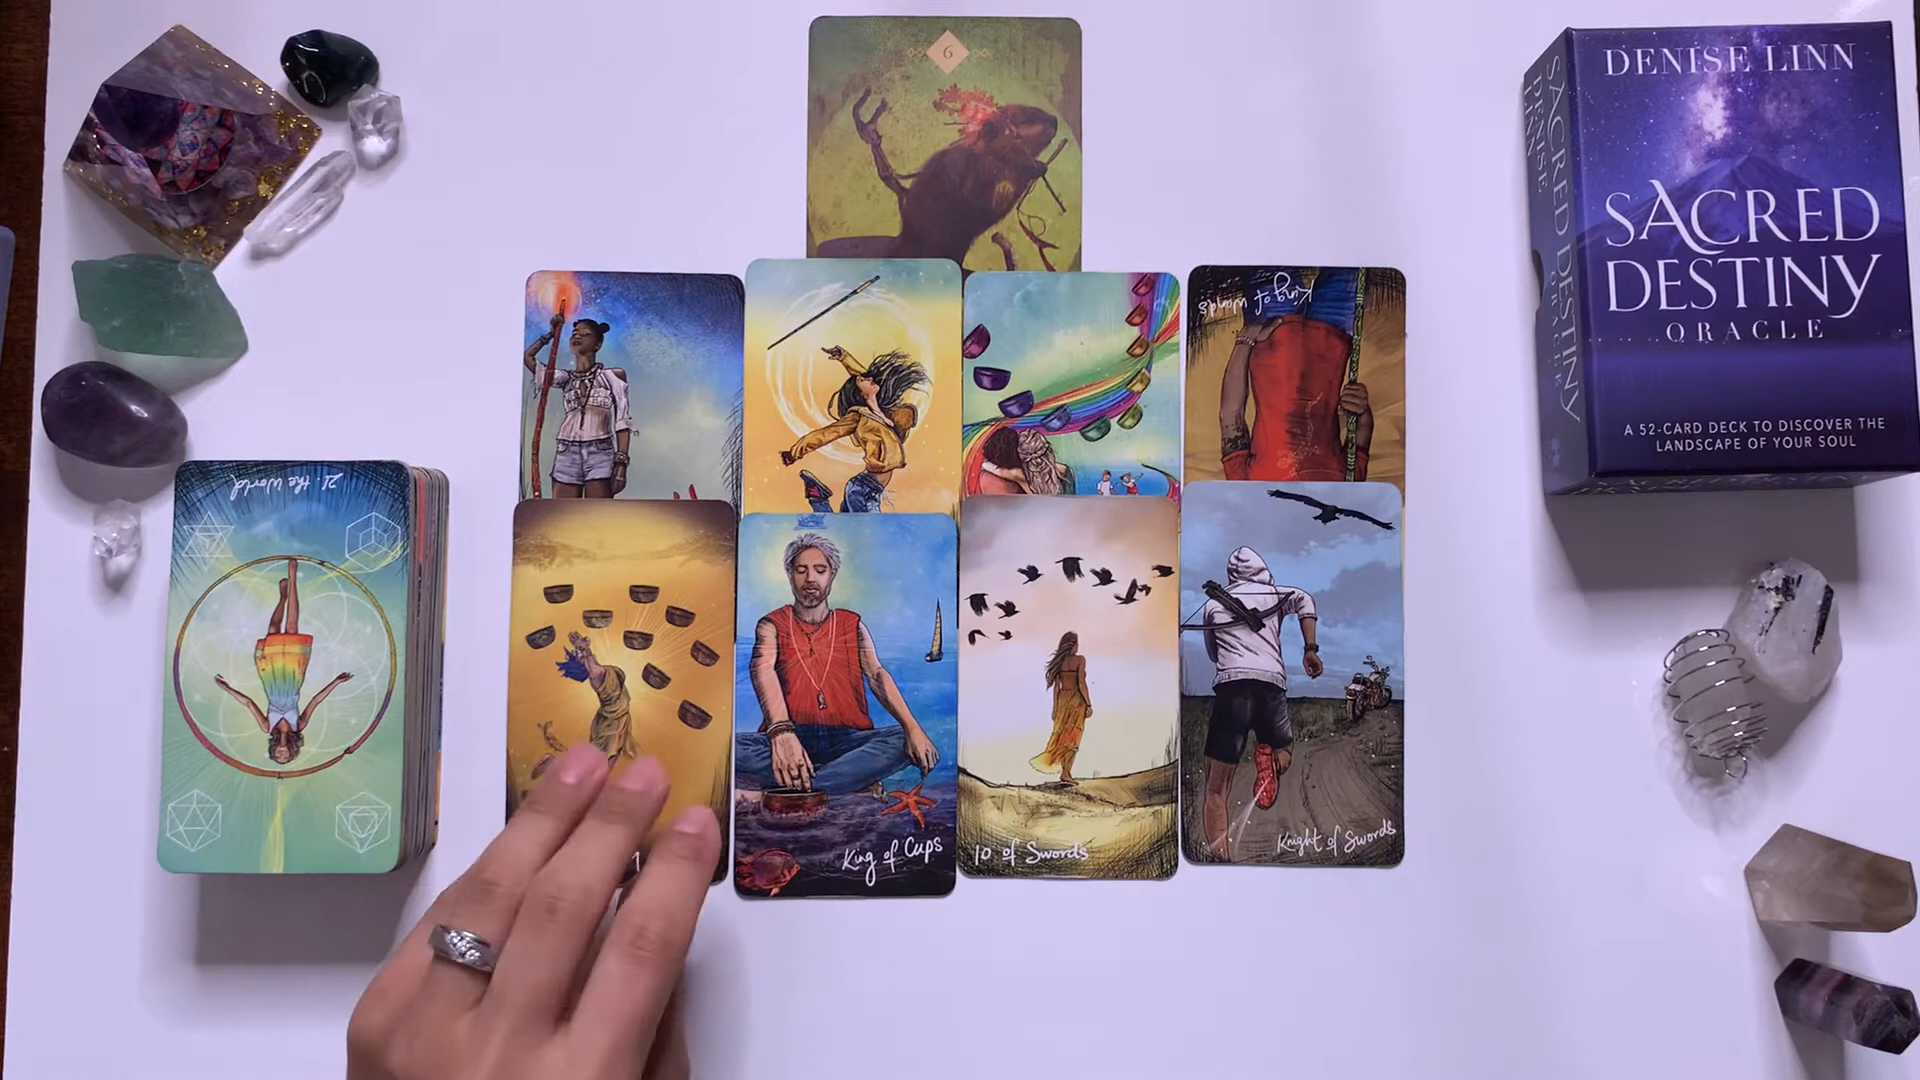 6
DENISE LINN
SACRED
DESTINY
ORACLE
A 52-CARD DECK TO DISCOVER THE
LANDSCAPE OF YOUR SOUL
SACRED DESTINY
ORACLE
DENISE
LINN
King of Wands
21. the World
King of Cups
10 of Swords
Knight of Swords